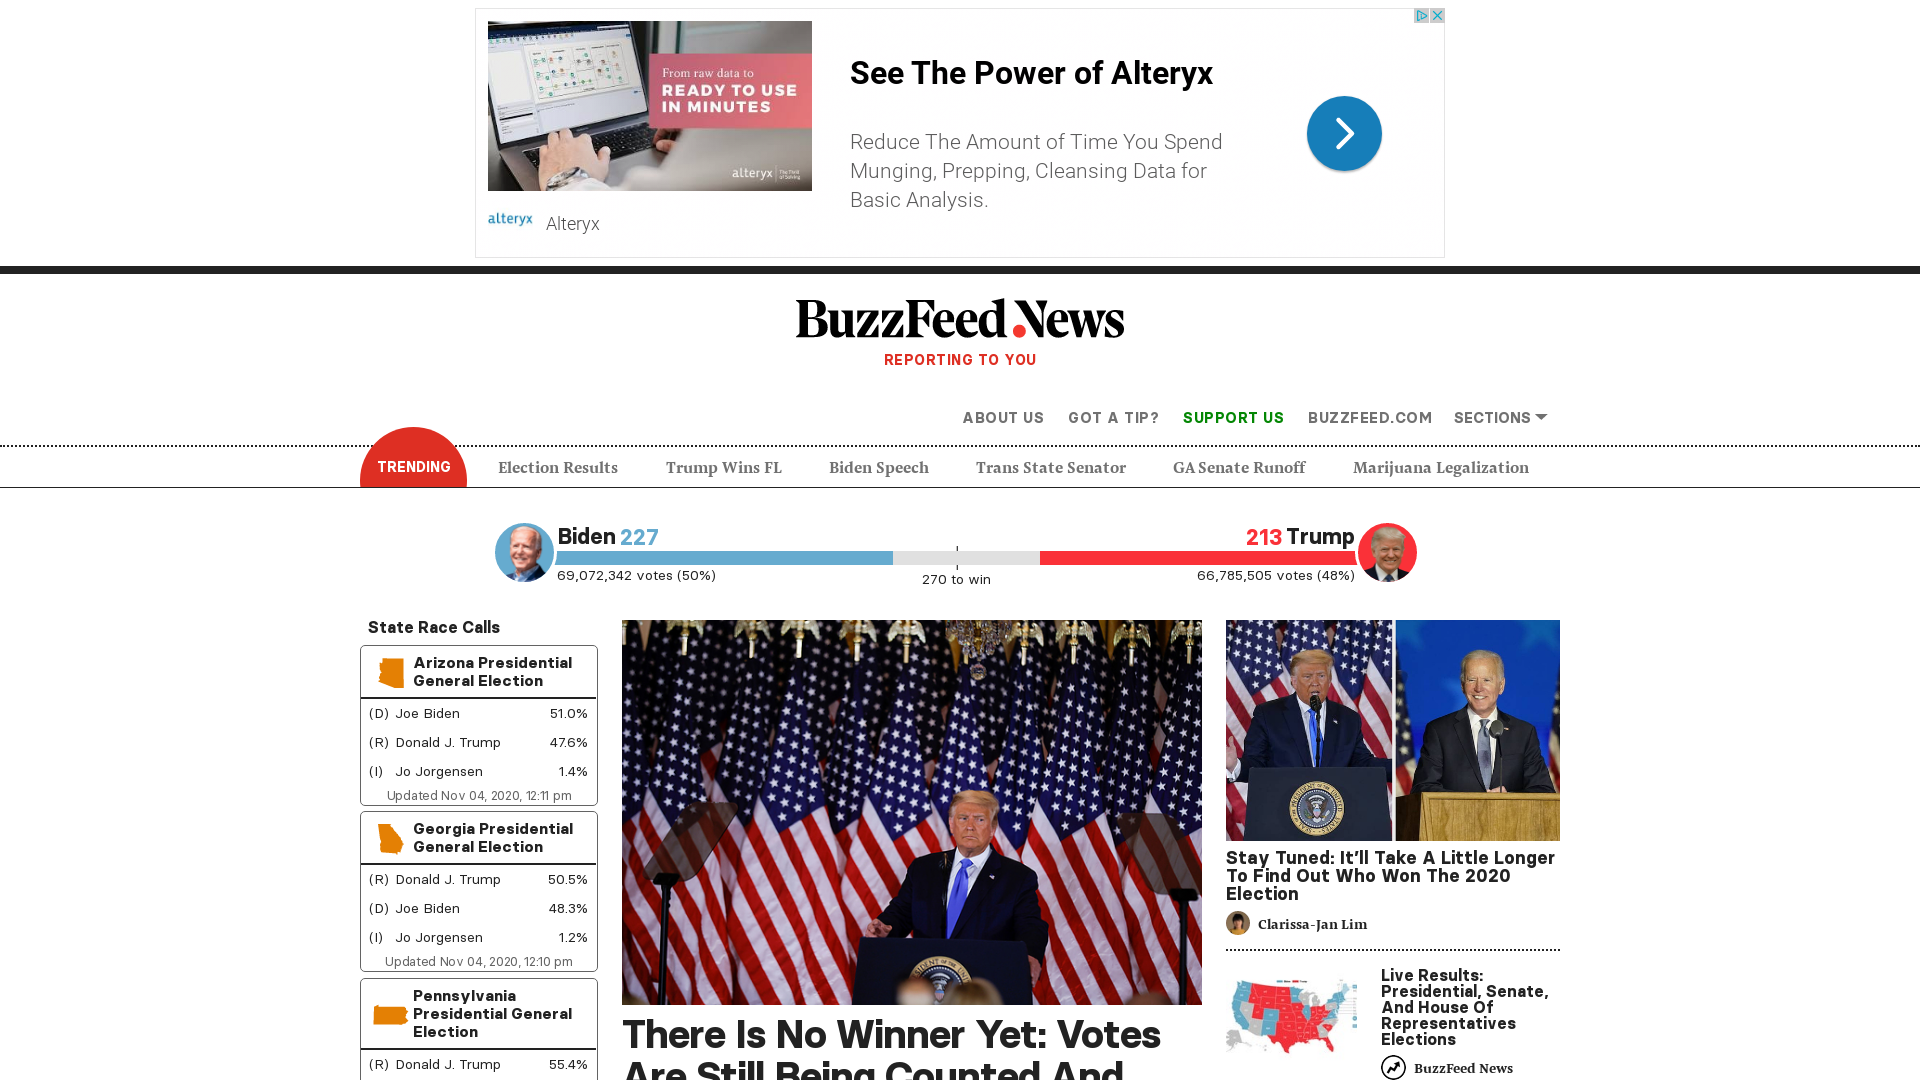 From raw data to
READY TO USE
IN MINUTES
alteryx
alteryx Alteryx
See The Power of Alteryx
Reduce The Amount of Time You Spend
Munging, Prepping, Cleansing Data for
Basic Analysis.
BuzzFeed News
REPORTING TO YOU
ABOUT US GOT A TIP? SUPPORT US BUZZFEED.COM SECTIONS
TRENDING Election Results Trump Wins FL Biden Speech Trans State Senator GA Senate Runoff Marijuana Legalization
Biden 227 213 Trump
69,072,342 votes (50%) 270 to win 66,785,505 votes (48%)
State Race Calls
Arizona Presidential
General Election
(D) Joe Biden 51.0%
(R) Donald J. Trump 47.6%
(I) Jo Jorgensen 1.4%
Updated Nov 04, 2020, 12:11 pm
Georgia Presidential
General Election
(R) Donald J. Trump 50.5%
(D) Joe Biden 48.3%
(I) Jo Jorgensen 1.2%
Updated Nov 04, 2020, 12:10 pm
Pennsylvania
Presidential General
Election
(R) Donald J. Trump 55.4%
There Is No Winner Yet: Votes
Are Still Being Counted And
Stay Tuned: It’ll Take A Little Longer
To Find Out Who Won The 2020
Election
Clarissa-Jan Lim
Live Results:
Presidential, Senate,
And House Of
Representatives
Elections
BuzzFeed News